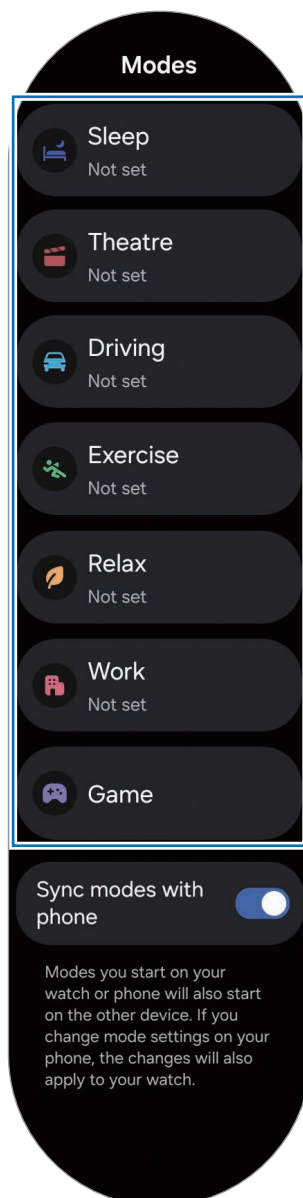 Modes
Sleep
Not set
Theatre
Not set
Driving
Not set
Exercise
Not set
Relax
Not set
Work
Not set
Game
Sync modes with
phone
Modes you start on your
watch or phone will also start
on the other device. If you
change mode settings on your
phone, the changes will also
apply to your watch.